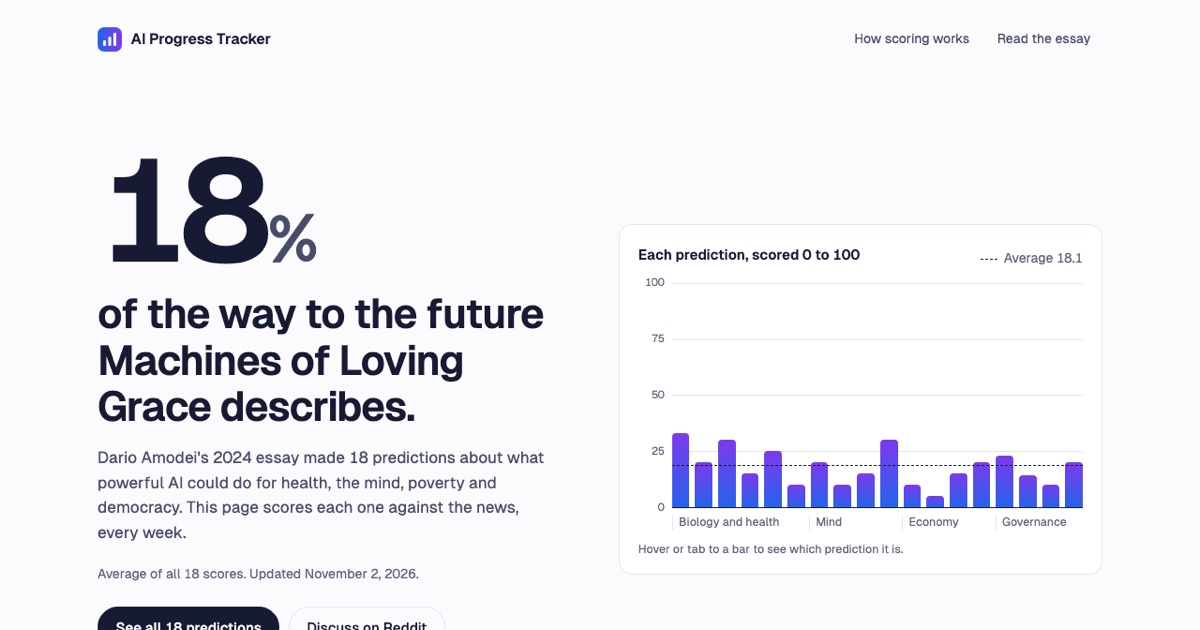 AI Progress Tracker
How scoring works
Read the essay
18%
of the way to the future
Machines of Loving
Grace describes.
Dario Amodei's 2024 essay made 18 predictions about what
powerful AI could do for health, the mind, poverty and
democracy. This page scores each one against the news,
every week.
Average of all 18 scores. Updated November 2, 2026.
See all 18 predictions
Discuss on Reddit
Each prediction, scored 0 to 100
Average 18.1
100
75
50
25
0
Biology and health
Mind
Economy
Governance
Hover or tab to a bar to see which prediction it is.